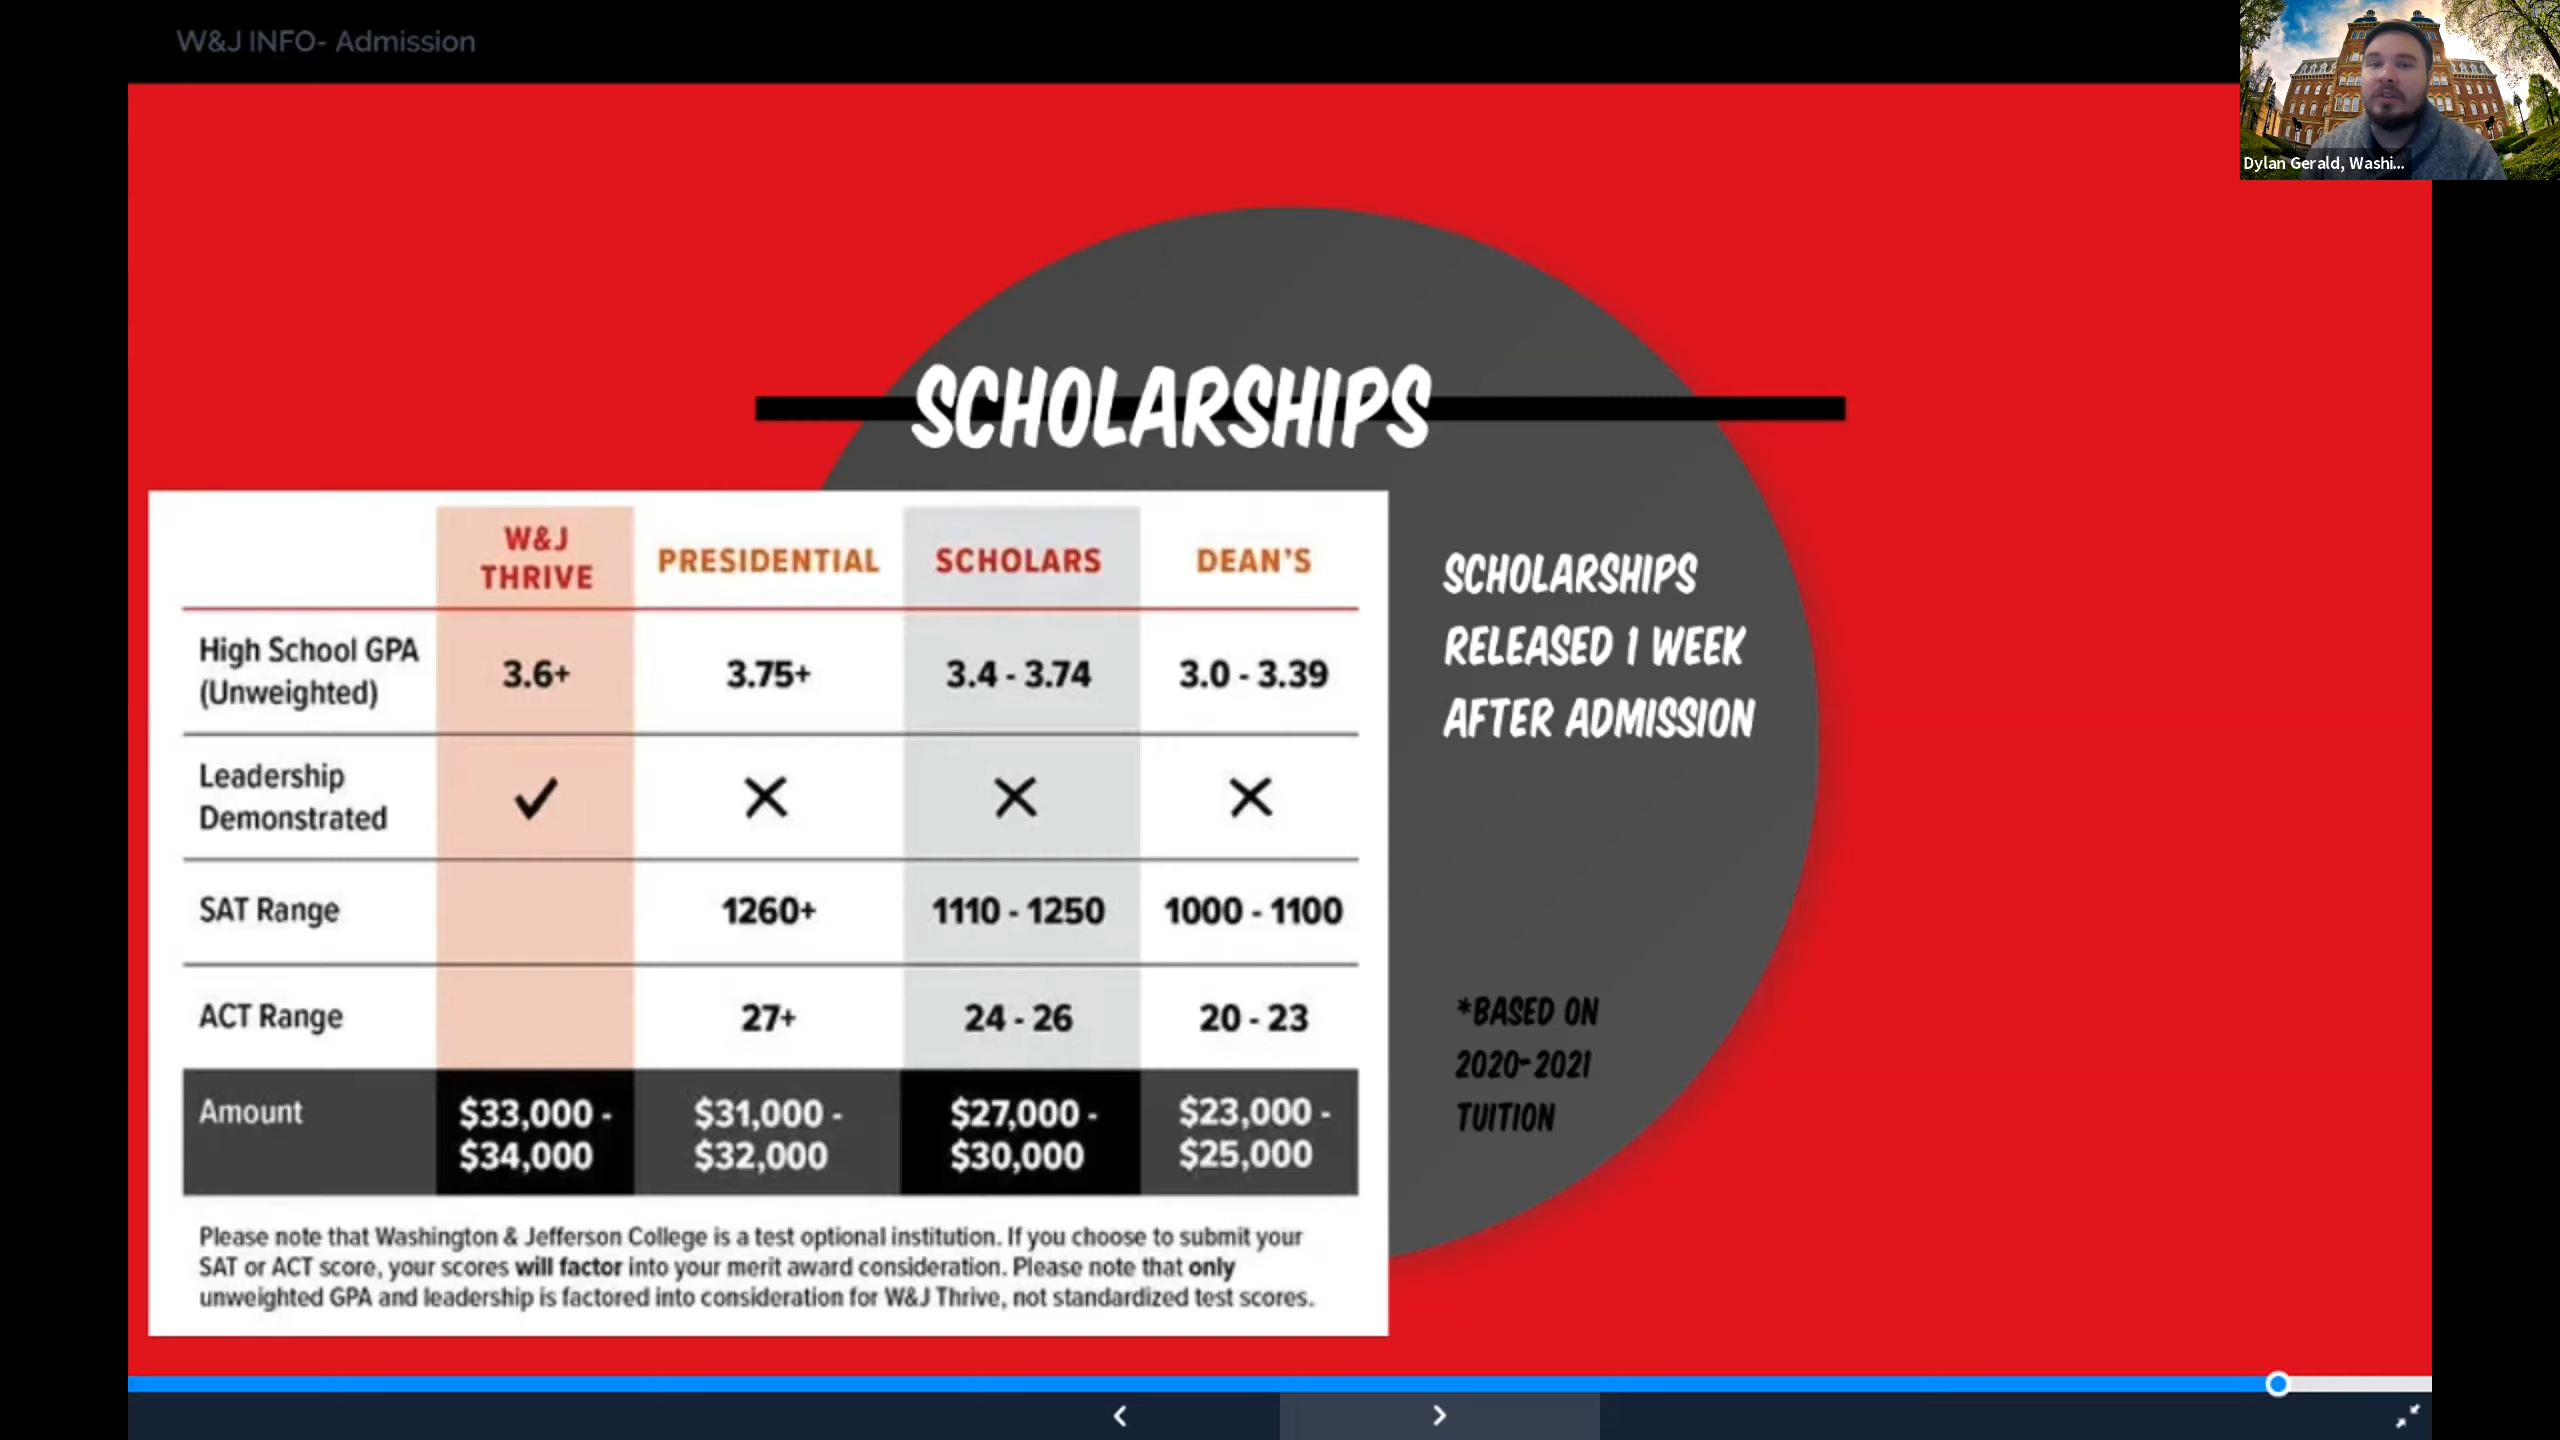 W&J INFO- Admission
Dylan Gerald, Washi...
SCHOLARSHIPS
W&J THRIVE PRESIDENTIAL SCHOLARS DEAN'S
High School GPA (Unweighted) 3.6+ 3.75+ 3.4 - 3.74 3.0 - 3.39
Leadership Demonstrated ✓ ✕ ✕ ✕
SAT Range 1260+ 1110 - 1250 1000 - 1100
ACT Range 27+ 24 - 26 20 - 23
Amount $33,000 - $34,000 $31,000 - $32,000 $27,000 - $30,000 $23,000 - $25,000
Please note that Washington & Jefferson College is a test optional institution. If you choose to submit your
SAT or ACT score, your scores will factor into your merit award consideration. Please note that only
unweighted GPA and leadership is factored into consideration for W&J Thrive, not standardized test scores.
SCHOLARSHIPS
RELEASED 1 WEEK
AFTER ADMISSION
*BASED ON
2020-2021
TUITION